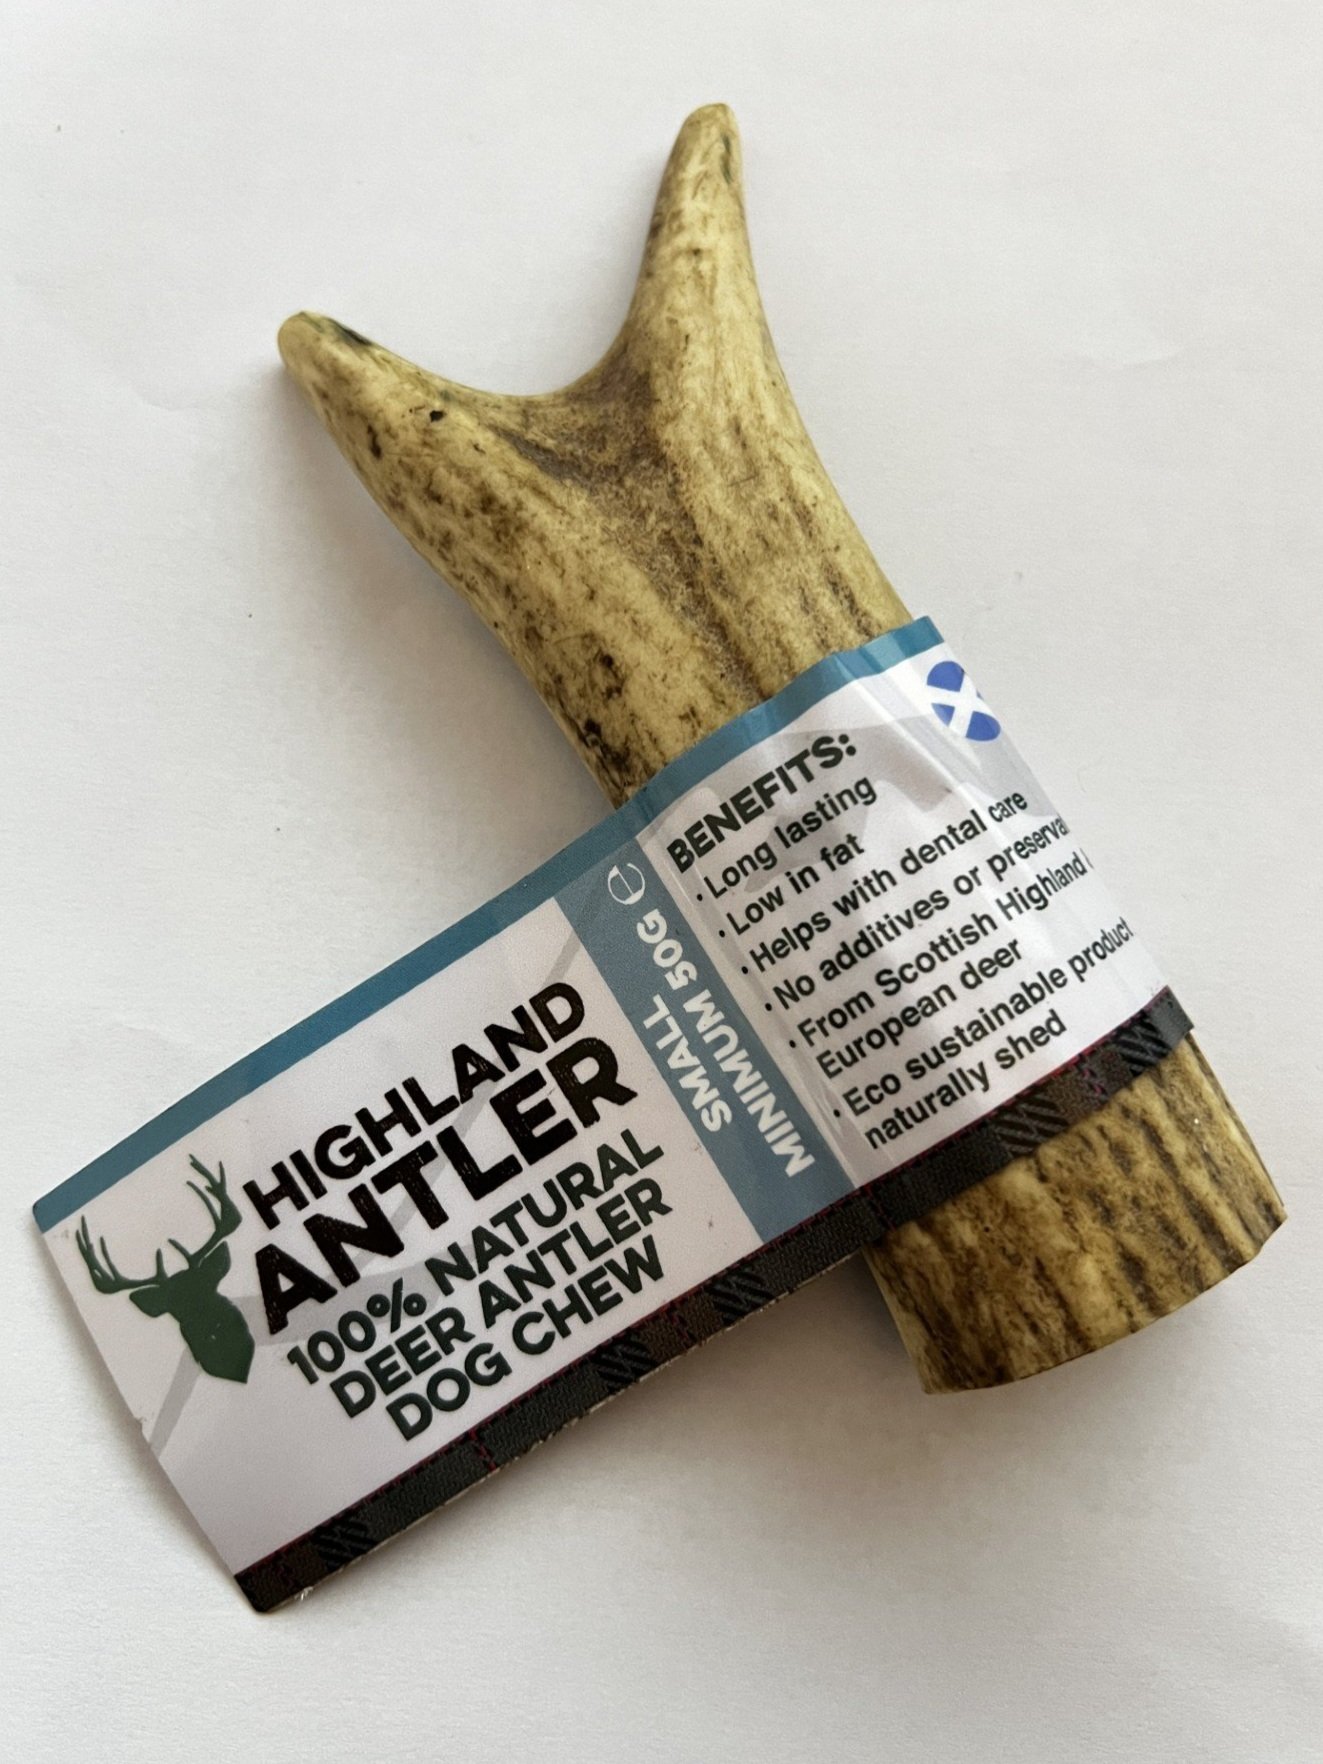 HIGHLAND
ANTLER
100% NATURAL
DEER ANTLER
DOG CHEW
SMALL
MINIMUM 50G
BENEFITS:
• Long lasting
• Low in fat
• Helps with dental care
• No additives or
• From Scottish Highland
European deer
• Eco sustainable product
naturally shed